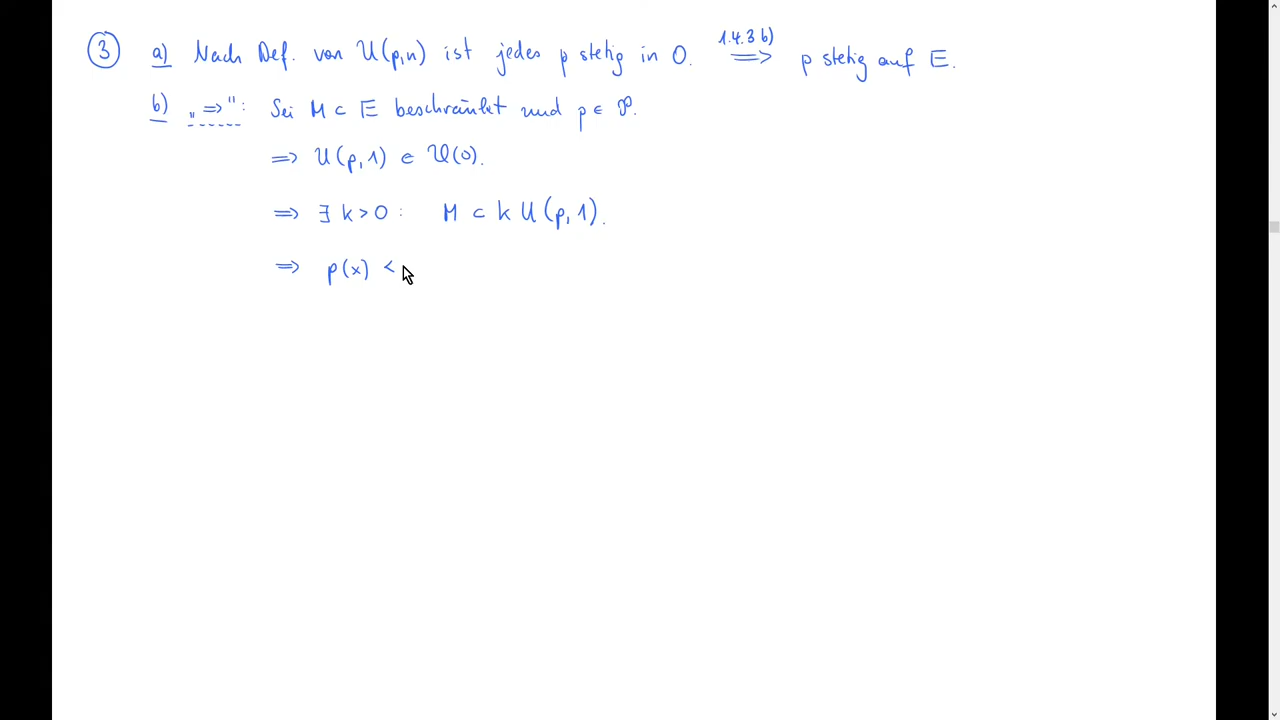 ③ a) Nach Def. von U(p,n) ist jedes p stetig in 0. 1.4.3 b) ⟹ p stetig auf E.
b) „⇒": Sei M ⊂ E beschränkt und p ∈ 𝒫.
⟹ U(p,1) ∈ 𝒰(0).
⟹ ∃ k > 0 : M ⊂ k U(p,1).
⟹ p(x) <